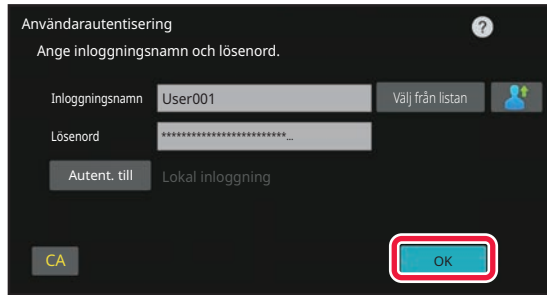 Användarautentisering
?
Ange inloggningsnamn och lösenord.
Inloggningsnamn User001 Välj från listan
Lösenord *************************...
Autent. till Lokal inloggning
CA OK